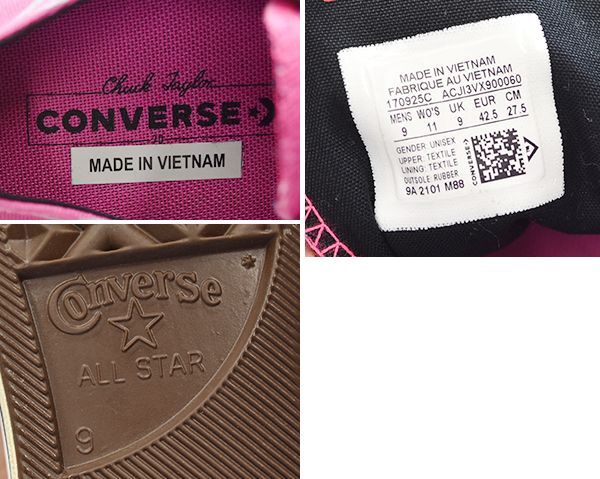 Chuck Taylor
CONVERSE
MADE IN VIETNAM
MADE IN VIETNAM
FABRIQUE AU VIETNAM
170925C ACJI3VX900060
MENS WO'S UK EUR CM
9 11 9 42.5 27.5
GENDER: UNISEX
UPPER: TEXTILE
LINING: TEXTILE
OUTSOLE: RUBBER
9A 2101 M88
CONVERSE
Converse
ALL STAR
9